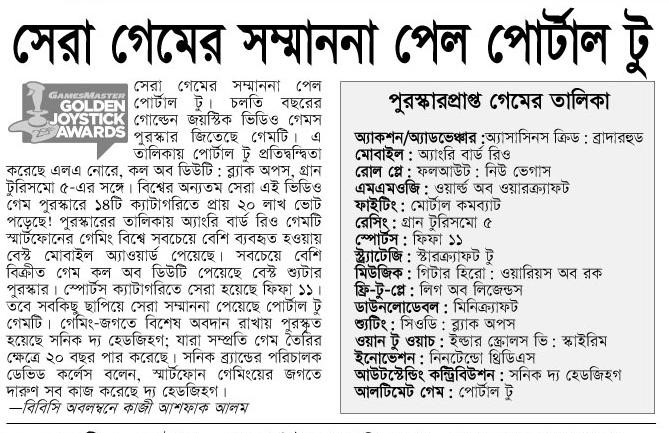 সেরা গেমের সম্মাননা পেল পোর্টাল টু
GAMESMASTER
GOLDEN
JOYSTICK
AWARDS
সেরা গেমের সম্মাননা পেল
পোর্টাল টু। চলতি বছরের
গোল্ডেন জয়স্টিক ভিডিও গেমস
পুরস্কার জিতেছে গেমটি। এ
তালিকায় পোর্টাল টু প্রতিদ্বন্দ্বিতা
করেছে এলএ নোরে, কল অব ডিউটি : ব্ল্যাক অপস, গ্রান
টুরিসমো ৫-এর সঙ্গে। বিশ্বের অন্যতম সেরা এই ভিডিও
গেম পুরস্কারে ১৪টি ক্যাটাগরিতে প্রায় ২০ লাখ ভোট
পড়েছে! পুরস্কারের তালিকায় অ্যাংরি বার্ড রিও গেমটি
স্মার্টফোনের গেমিং বিশ্বে সবচেয়ে বেশি ব্যবহৃত হওয়ায়
বেস্ট মোবাইল অ্যাওয়ার্ড পেয়েছে। সবচেয়ে বেশি
বিক্রীত গেম কল অব ডিউটি পেয়েছে বেস্ট শ্যুটার
পুরস্কার। স্পোর্টস ক্যাটাগরিতে সেরা হয়েছে ফিফা ১১।
তবে সবকিছু ছাপিয়ে সেরা সম্মাননা পেয়েছে পোর্টাল টু
গেমটি। গেমিং-জগতে বিশেষ অবদান রাখায় পুরস্কৃত
হয়েছে সনিক দ্য হেডজিহগ; যারা সম্প্রতি গেম তৈরির
ক্ষেত্রে ২০ বছর পার করেছে। সনিক ব্র্যান্ডের পরিচালক
ডেভিড কর্লেস বলেন, স্মার্টফোন গেমিংয়ের জগতে
দারুণ সব কাজ করেছে দ্য হেডজিহগ।
—বিবিসি অবলম্বনে কাজী আশফাক আলম
পুরস্কারপ্রাপ্ত গেমের তালিকা
অ্যাকশন/অ্যাডভেঞ্চার :অ্যাসাসিনস ক্রিড : ব্রাদারহুড
মোবাইল : অ্যাংরি বার্ড রিও
রোল প্লে : ফলআউট : নিউ ভেগাস
এমএমওজি : ওয়ার্ল্ড অব ওয়ারক্র্যাফট
ফাইটিং : মোর্টাল কমব্যাট
রেসিং : গ্রান টুরিসমো ৫
স্পোর্টস : ফিফা ১১
স্ট্র্যাটেজি : স্টারক্র্যাফট টু
মিউজিক : গিটার হিরো : ওয়ারিয়স অব রক
ফ্রি-টু-প্লে : লিগ অব লিজেন্ডস
ডাউনলোডেবল : মিনিক্র্যাফট
শ্যুটিং : সিওডি : ব্ল্যাক অপস
ওয়ান টু ওয়াচ : ইল্ডার স্ক্রোলস ভি : স্কাইরিম
ইনোভেশন : নিনটেন্ডো থ্রিডিএস
আউটস্টেন্ডিং কন্ট্রিবিউশন : সনিক দ্য হেডজিহগ
আলটিমেট গেম : পোর্টাল টু